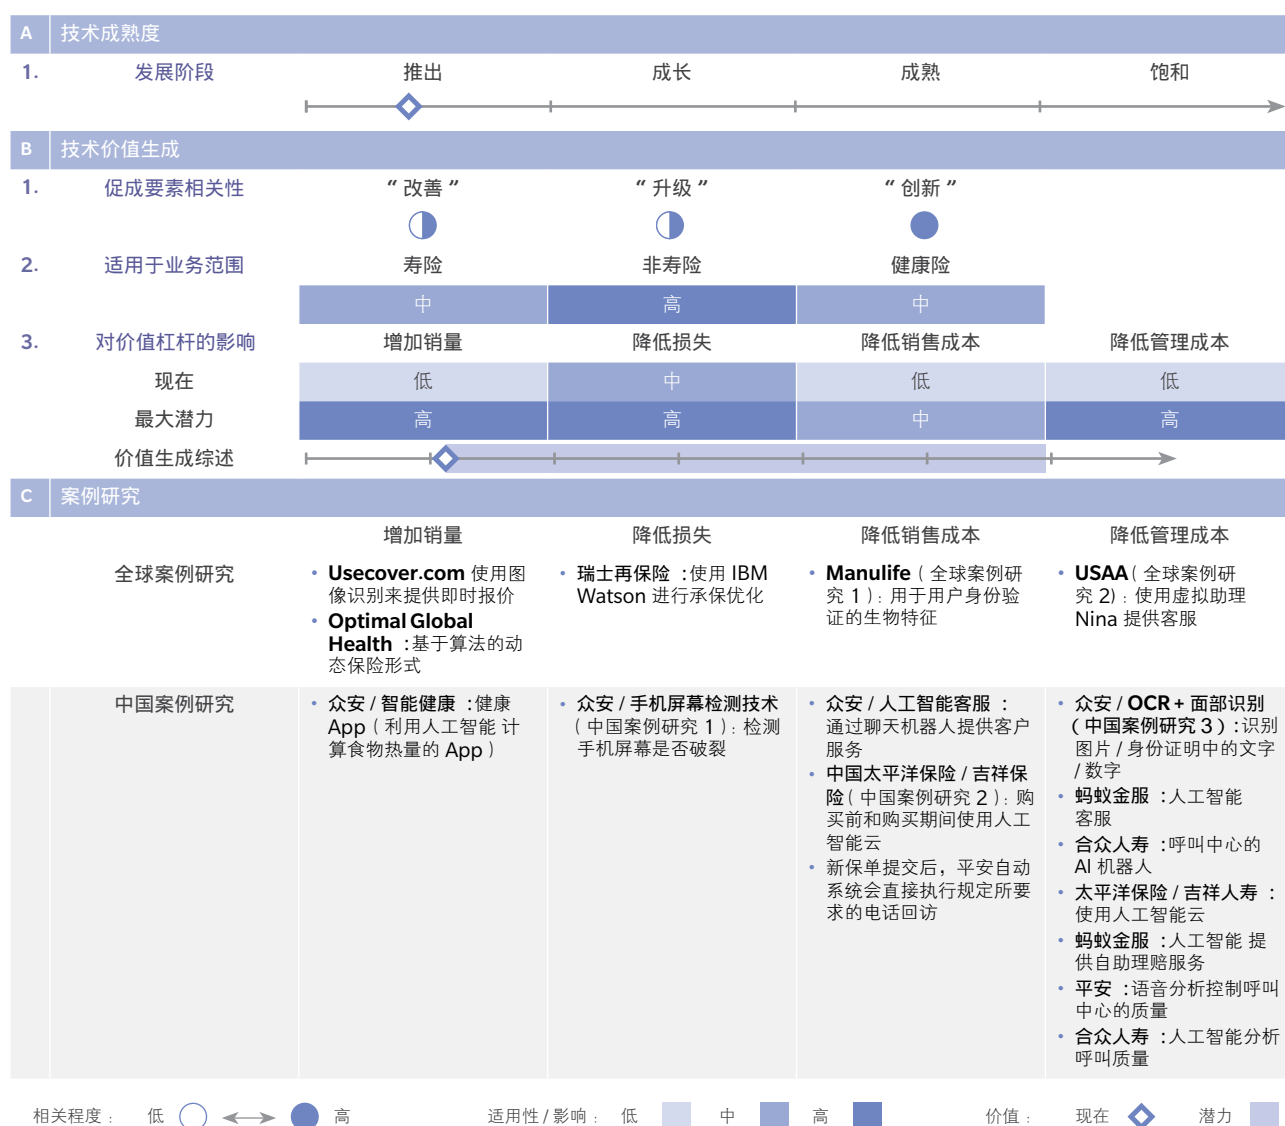 A 技术成熟度
1. 发展阶段 推出 成长 成熟 饱和
B 技术价值生成
1. 促成要素相关性 “ 改善 ” “ 升级 ” “ 创新 ”
2. 适用于业务范围 寿险 非寿险 健康险
中 高 中
3. 对价值杠杆的影响 增加销量 降低损失 降低销售成本 降低管理成本
现在 低 中 低 低
最大潜力 高 高 中 高
价值生成综述
C 案例研究
增加销量 降低损失 降低销售成本 降低管理成本
全球案例研究
• Usecover.com 使用图
像识别来提供即时报价
• Optimal Global
Health :基于算法的动
态保险形式
• 瑞士再保险 :使用 IBM
Watson 进行承保优化
• Manulife ( 全球案例研
究 1 ) : 用于用户身份验
证的生物特征
• USAA ( 全球案例研
究 2) : 使用虚拟助理
Nina 提供客服
中国案例研究
• 众安 / 智能健康 :健康
App ( 利用人工智能 计
算食物热量的 App )
• 众安 / 手机屏幕检测技术
( 中国案例研究 1 ) : 检测
手机屏幕是否破裂
• 众安 / 人工智能客服 :
通过聊天机器人提供客户
服务
• 中国太平洋保险 / 吉祥保
险 ( 中国案例研究 2 ) : 购
买前和购买期间使用人工
智能云
• 新保单提交后，平安自动
系统会直接执行规定所要
求的电话回访
• 众安 / OCR + 面部识别
( 中国案例研究 3 ) :识别
图片 / 身份证明中的文字
/ 数字
• 蚂蚁金服 :人工智能
客服
• 合众人寿 :呼叫中心的
AI 机器人
• 太平洋保险 / 吉祥人寿 :
使用人工智能云
• 蚂蚁金服 :人工智能 提
供自助理赔服务
• 平安 :语音分析控制呼叫
中心的质量
• 合众人寿 :人工智能分析
呼叫质量
相关程度 : 低 高 适用性 / 影响 : 低 中 高 价值 : 现在 潜力